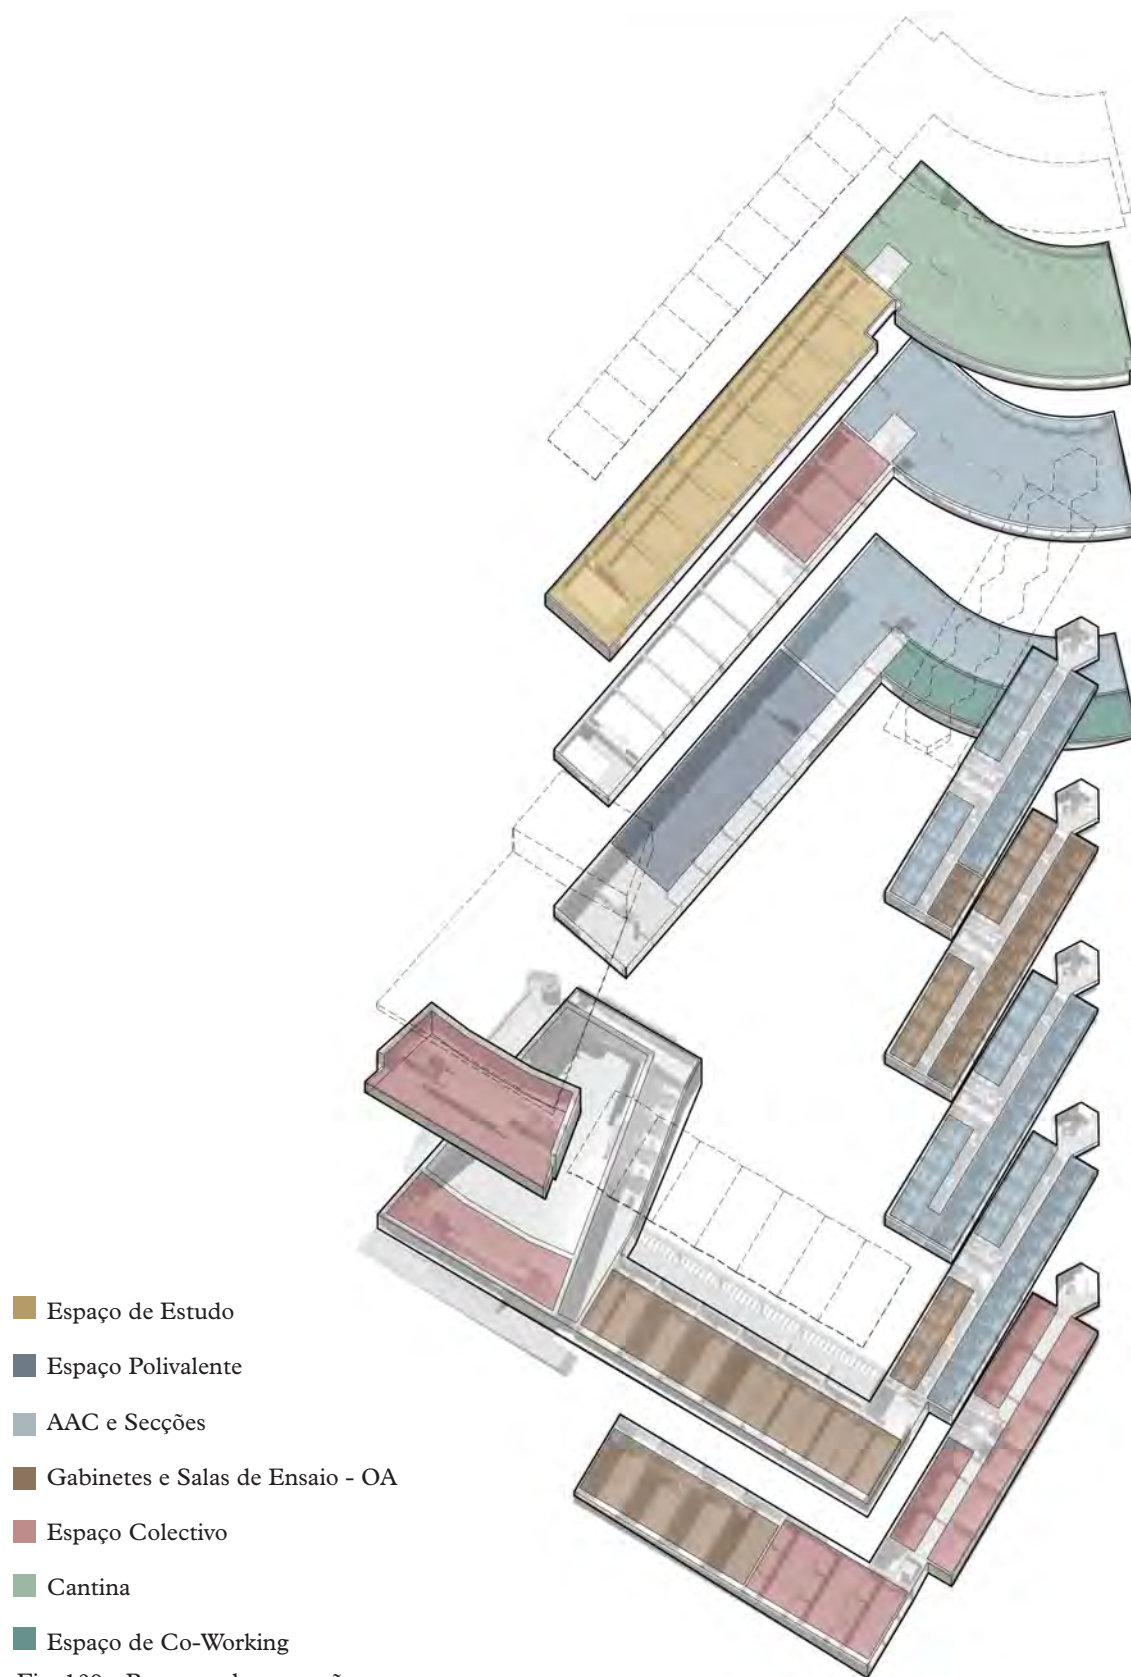 Espaço de Estudo
Espaço Polivalente
AAC e Secções
Gabinetes e Salas de Ensaio - OA
Espaço Colectivo
Cantina
Espaço de Co-Working